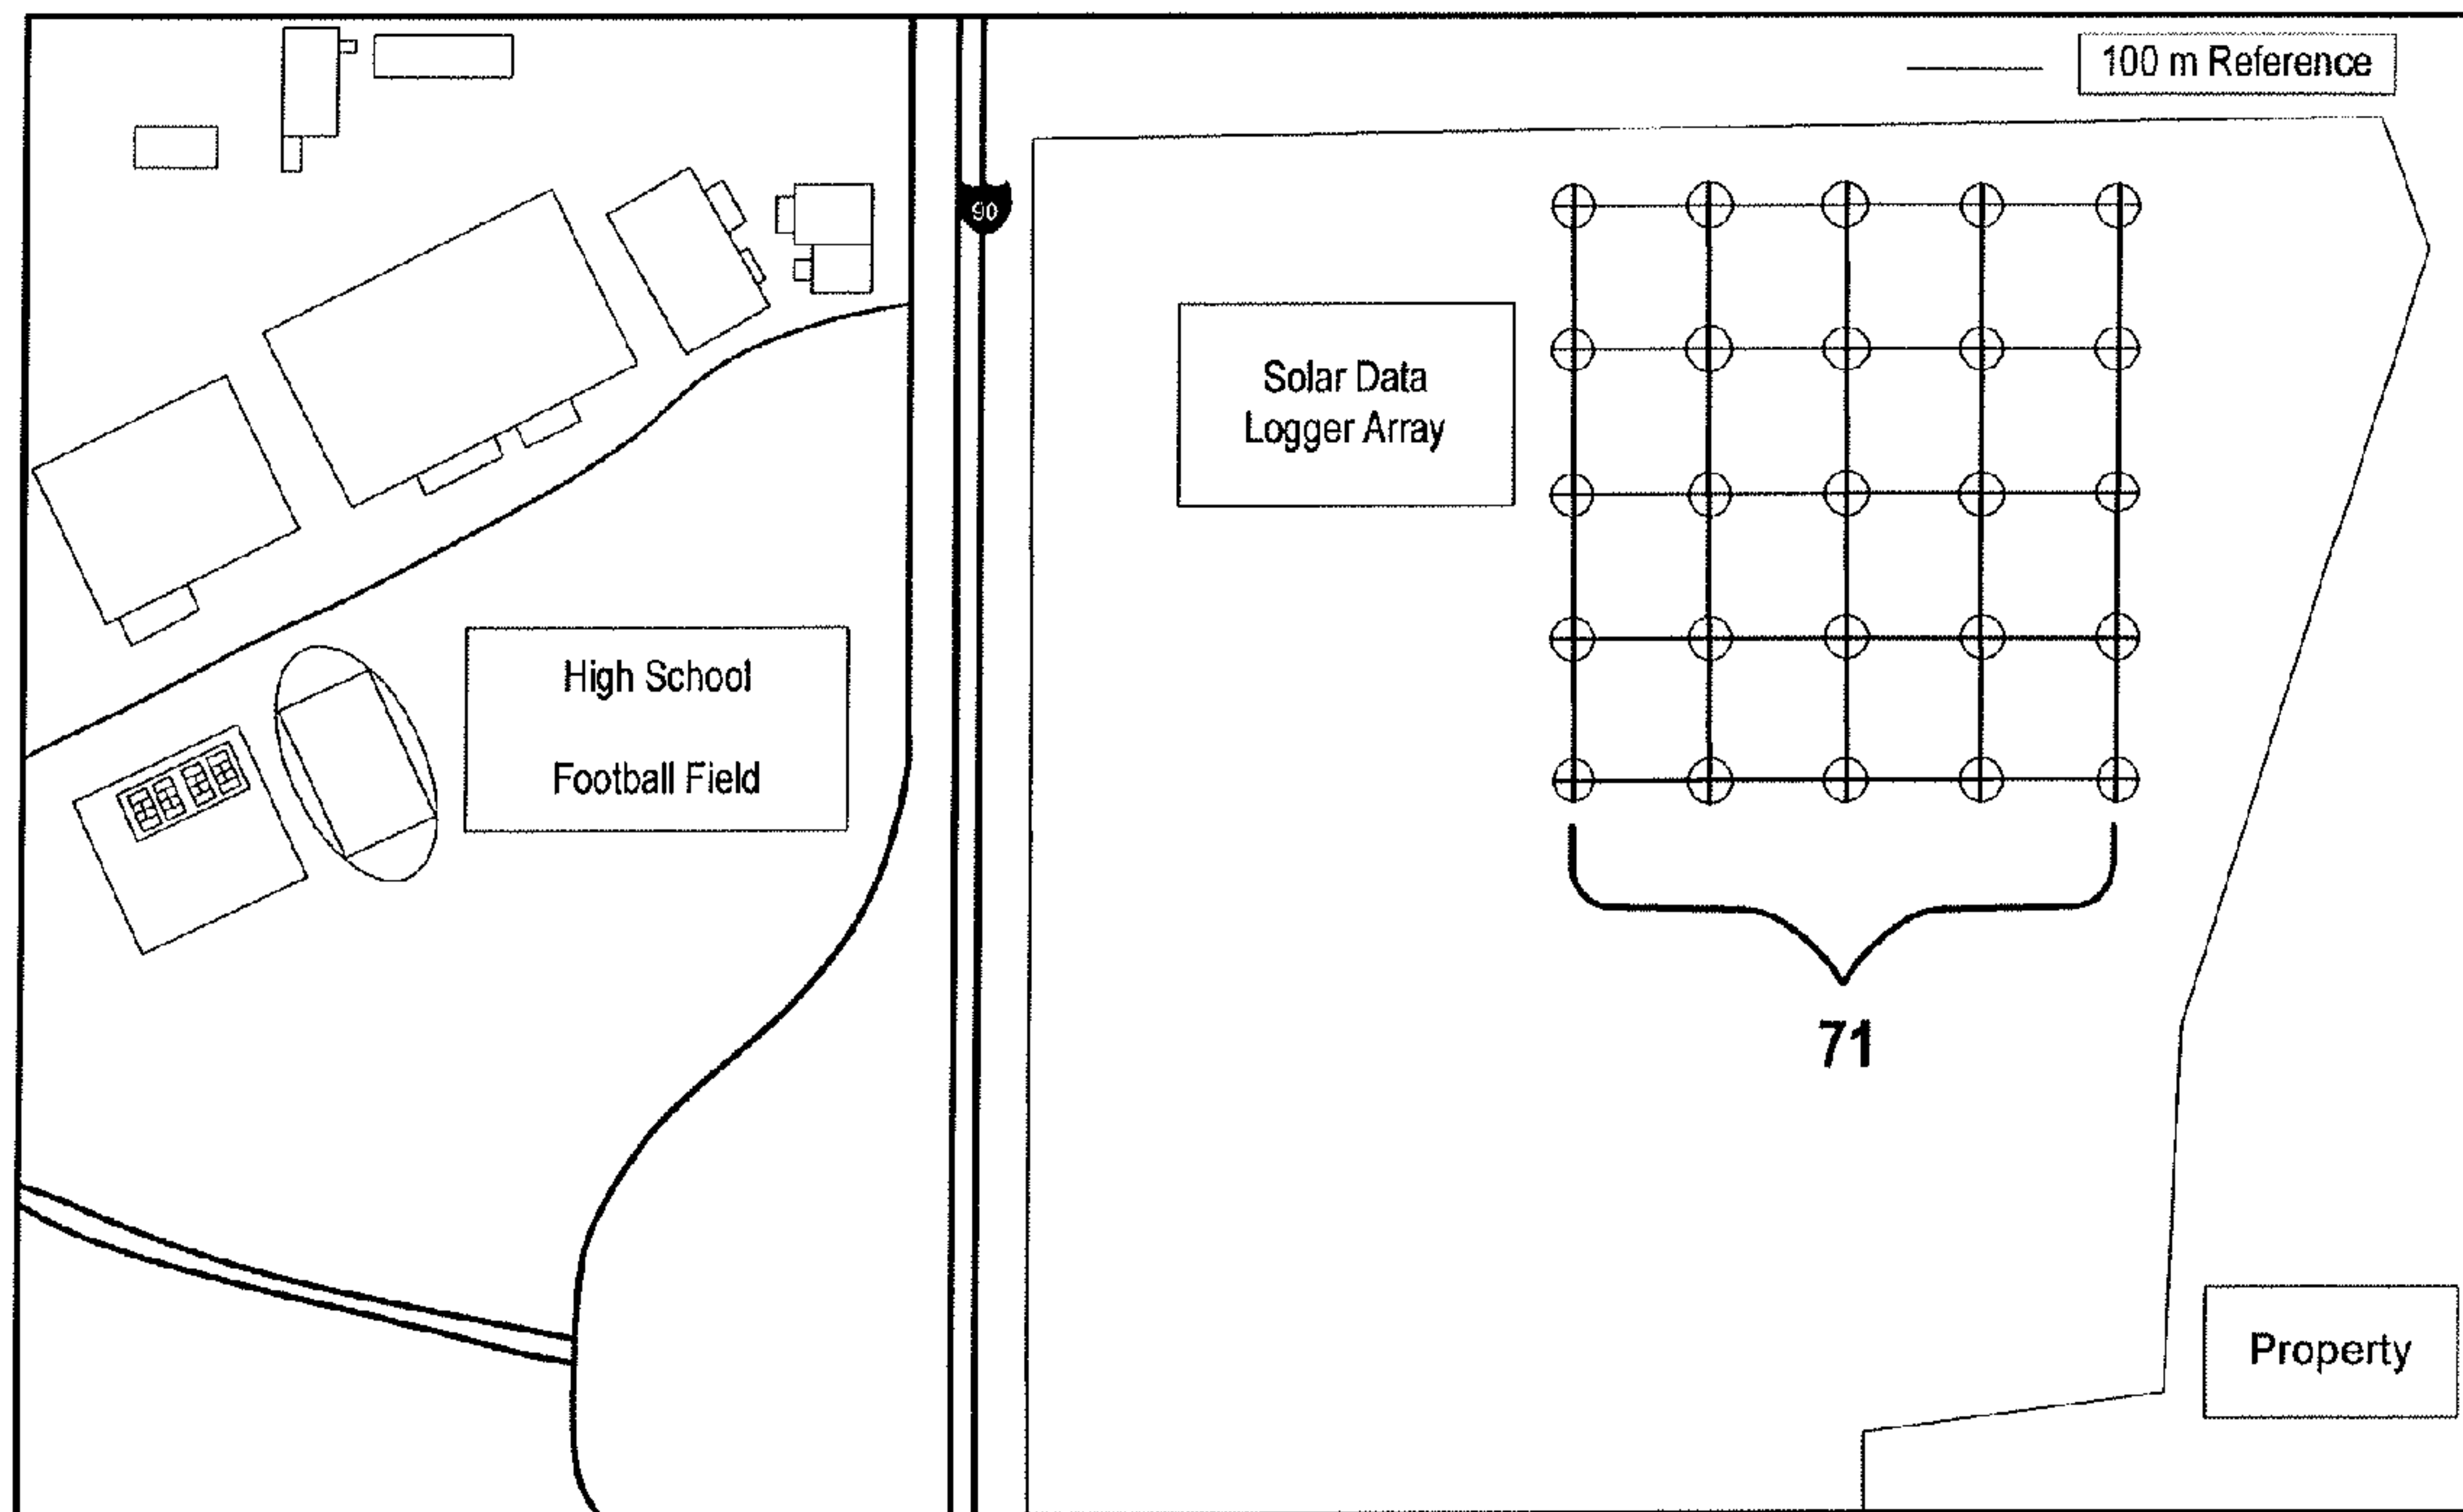 100 m Reference
90
Solar Data
Logger Array
High School
Football Field
71
Property